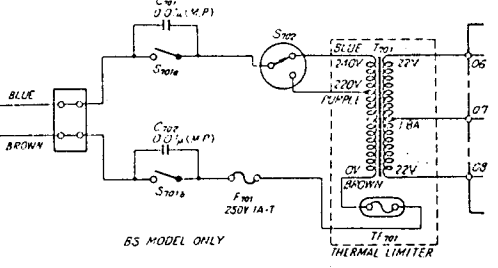 C701
0.01μ(M.P)
S702
BLUE
T701
240V
22V
06
S701a
220V
PURPLE
BLUE
07
1.8A
BROWN
C702
0.01μ(M.P)
0V
22V
08
BROWN
S701b
F701
250V 1A-T
TF701
BS MODEL ONLY
THERMAL LIMITER